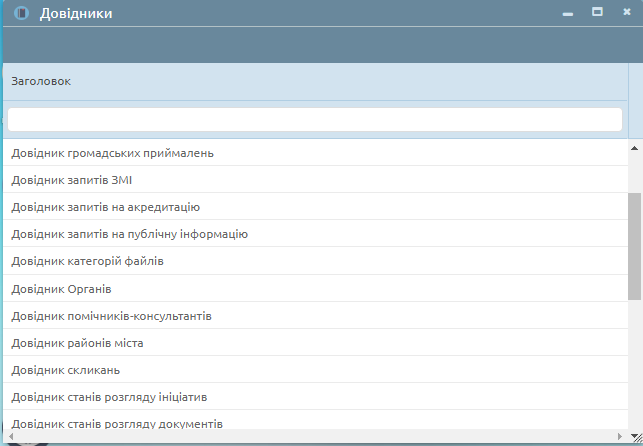 Довідники
Заголовок
Довідник громадських приймалень
Довідник запитів ЗМІ
Довідник запитів на акредитацію
Довідник запитів на публічну інформацію
Довідник категорій файлів
Довідник Органів
Довідник помічників-консультантів
Довідник районів міста
Довідник скликань
Довідник станів розгляду ініціатив
Довідник станів розгляду документів